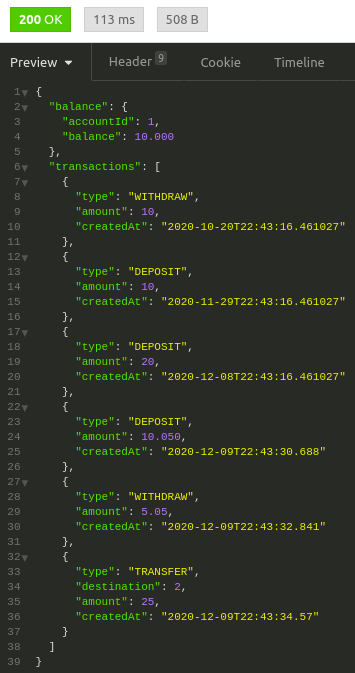 200 OK 113 ms 508 B
Preview Header 9 Cookie Timeline
1 {
2 "balance": {
3 "accountId": 1,
4 "balance": 10.000
5 },
6 "transactions": [
7 {
8 "type": "WITHDRAW",
9 "amount": 10,
10 "createdAt": "2020-10-20T22:43:16.461027"
11 },
12 {
13 "type": "DEPOSIT",
14 "amount": 10,
15 "createdAt": "2020-11-29T22:43:16.461027"
16 },
17 {
18 "type": "DEPOSIT",
19 "amount": 20,
20 "createdAt": "2020-12-08T22:43:16.461027"
21 },
22 {
23 "type": "DEPOSIT",
24 "amount": 10.050,
25 "createdAt": "2020-12-09T22:43:30.688"
26 },
27 {
28 "type": "WITHDRAW",
29 "amount": 5.05,
30 "createdAt": "2020-12-09T22:43:32.841"
31 },
32 {
33 "type": "TRANSFER",
34 "destination": 2,
35 "amount": 25,
36 "createdAt": "2020-12-09T22:43:34.57"
37 }
38 ]
39 }